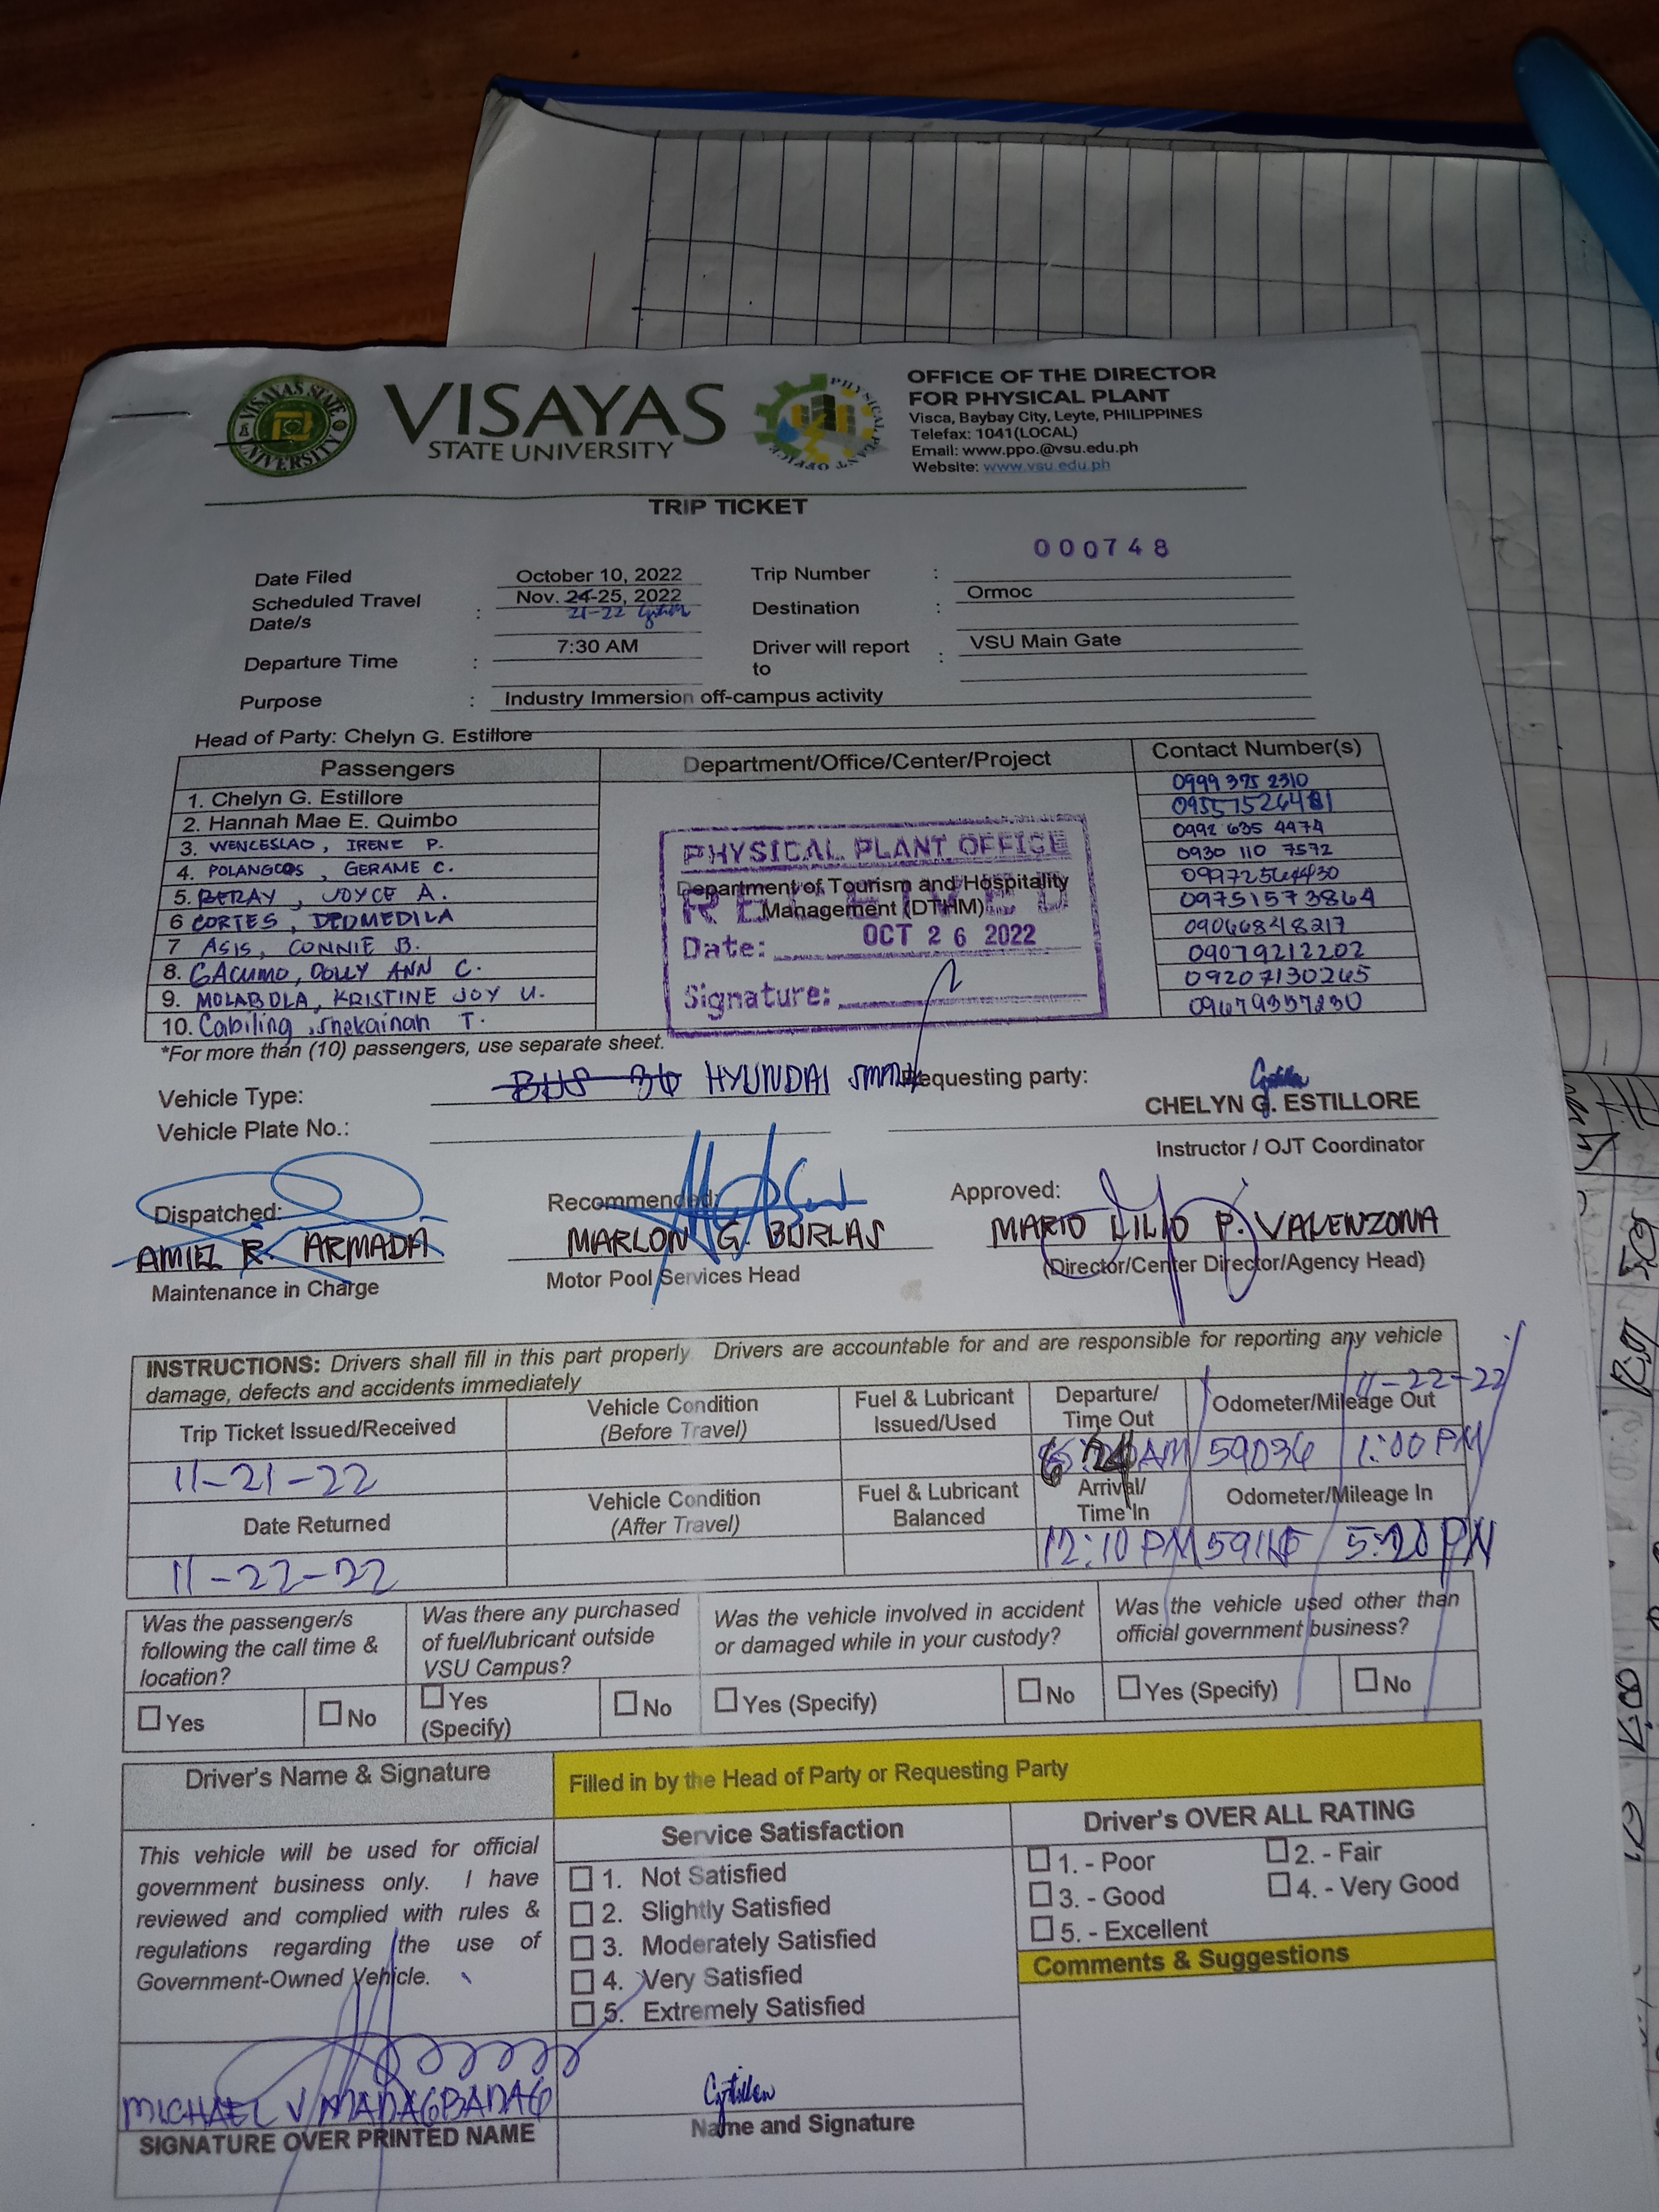 VISAYAS STATE UNIVERSITY
VISAYAS
STATE UNIVERSITY
PHYSICAL PLANT OFFICE
OFFICE OF THE DIRECTOR
FOR PHYSICAL PLANT
Visca, Baybay City, Leyte, PHILIPPINES
Telefax: 1041(LOCAL)
Email: www.ppo.@vsu.edu.ph
Website: www.vsu.edu.ph
TRIP TICKET
000748
Date Filed October 10, 2022 Trip Number :
Scheduled Travel Date/s : Nov. 24-25, 2022 Destination : Ormoc
21-22
Departure Time : 7:30 AM Driver will report to : VSU Main Gate
Purpose : Industry Immersion off-campus activity
Head of Party: Chelyn G. Estillore
Passengers Department/Office/Center/Project Contact Number(s)
1. Chelyn G. Estillore 0999 375 2310
2. Hannah Mae E. Quimbo
3. WENCESLAO, IRENE P. 0992 635 4974
4. POLANGCOS, GERAME C. 0930 110 7572
5. BERAY, JOYCE A.
6 CORTES, DEOMEDILA 09751573864
7 ASIS, CONNIE B. 09066848217
8. GACUMO, DOLLY ANN C. 09079212202
9. MOLABOLA, KRISTINE JOY U. 09207130265
10. Cabiling, Shekainah T. 09679357230
PHYSICAL PLANT OFFICE
Department of Tourism and Hospitality
Management (DTHM)
RECEIVED
Date: OCT 26 2022
Signature:
*For more than (10) passengers, use separate sheet.
Vehicle Type: BUS 36 HYUNDAI Requesting party:
CHELYN G. ESTILLORE
Vehicle Plate No.:
Instructor / OJT Coordinator
Dispatched: Recommended: Approved:
AMIEL R. ARMADA MARLON G. BURLAS MARIO LILIO P. VALENZONA
Maintenance in Charge Motor Pool Services Head (Director/Center Director/Agency Head)
INSTRUCTIONS: Drivers shall fill in this part properly Drivers are accountable for and are responsible for reporting any vehicle
damage, defects and accidents immediately
11-22-22
Trip Ticket Issued/Received Vehicle Condition (Before Travel) Fuel & Lubricant Issued/Used Departure/ Time Out Odometer/Mileage Out
11-21-22 AM 59036 1:00 PM
Date Returned Vehicle Condition (After Travel) Fuel & Lubricant Balanced Arrival/ Time In Odometer/Mileage In
11-22-22 12:10 PM 5:20 PM
Was the passenger/s following the call time & location?
Was there any purchased of fuel/lubricant outside VSU Campus?
Was the vehicle involved in accident or damaged while in your custody?
Was the vehicle used other than official government business?
Yes No Yes (Specify) No Yes (Specify) No Yes (Specify) No
Driver's Name & Signature Filled in by the Head of Party or Requesting Party
Service Satisfaction Driver's OVER ALL RATING
This vehicle will be used for official
government business only. I have
reviewed and complied with rules &
regulations regarding the use of
Government-Owned Vehicle.
1. Not Satisfied
2. Slightly Satisfied
3. Moderately Satisfied
4. Very Satisfied
5. Extremely Satisfied
1. - Poor 2. - Fair
3. - Good 4. - Very Good
5. - Excellent
Comments & Suggestions
MICHAEL V MADAGBADAG
SIGNATURE OVER PRINTED NAME
Name and Signature